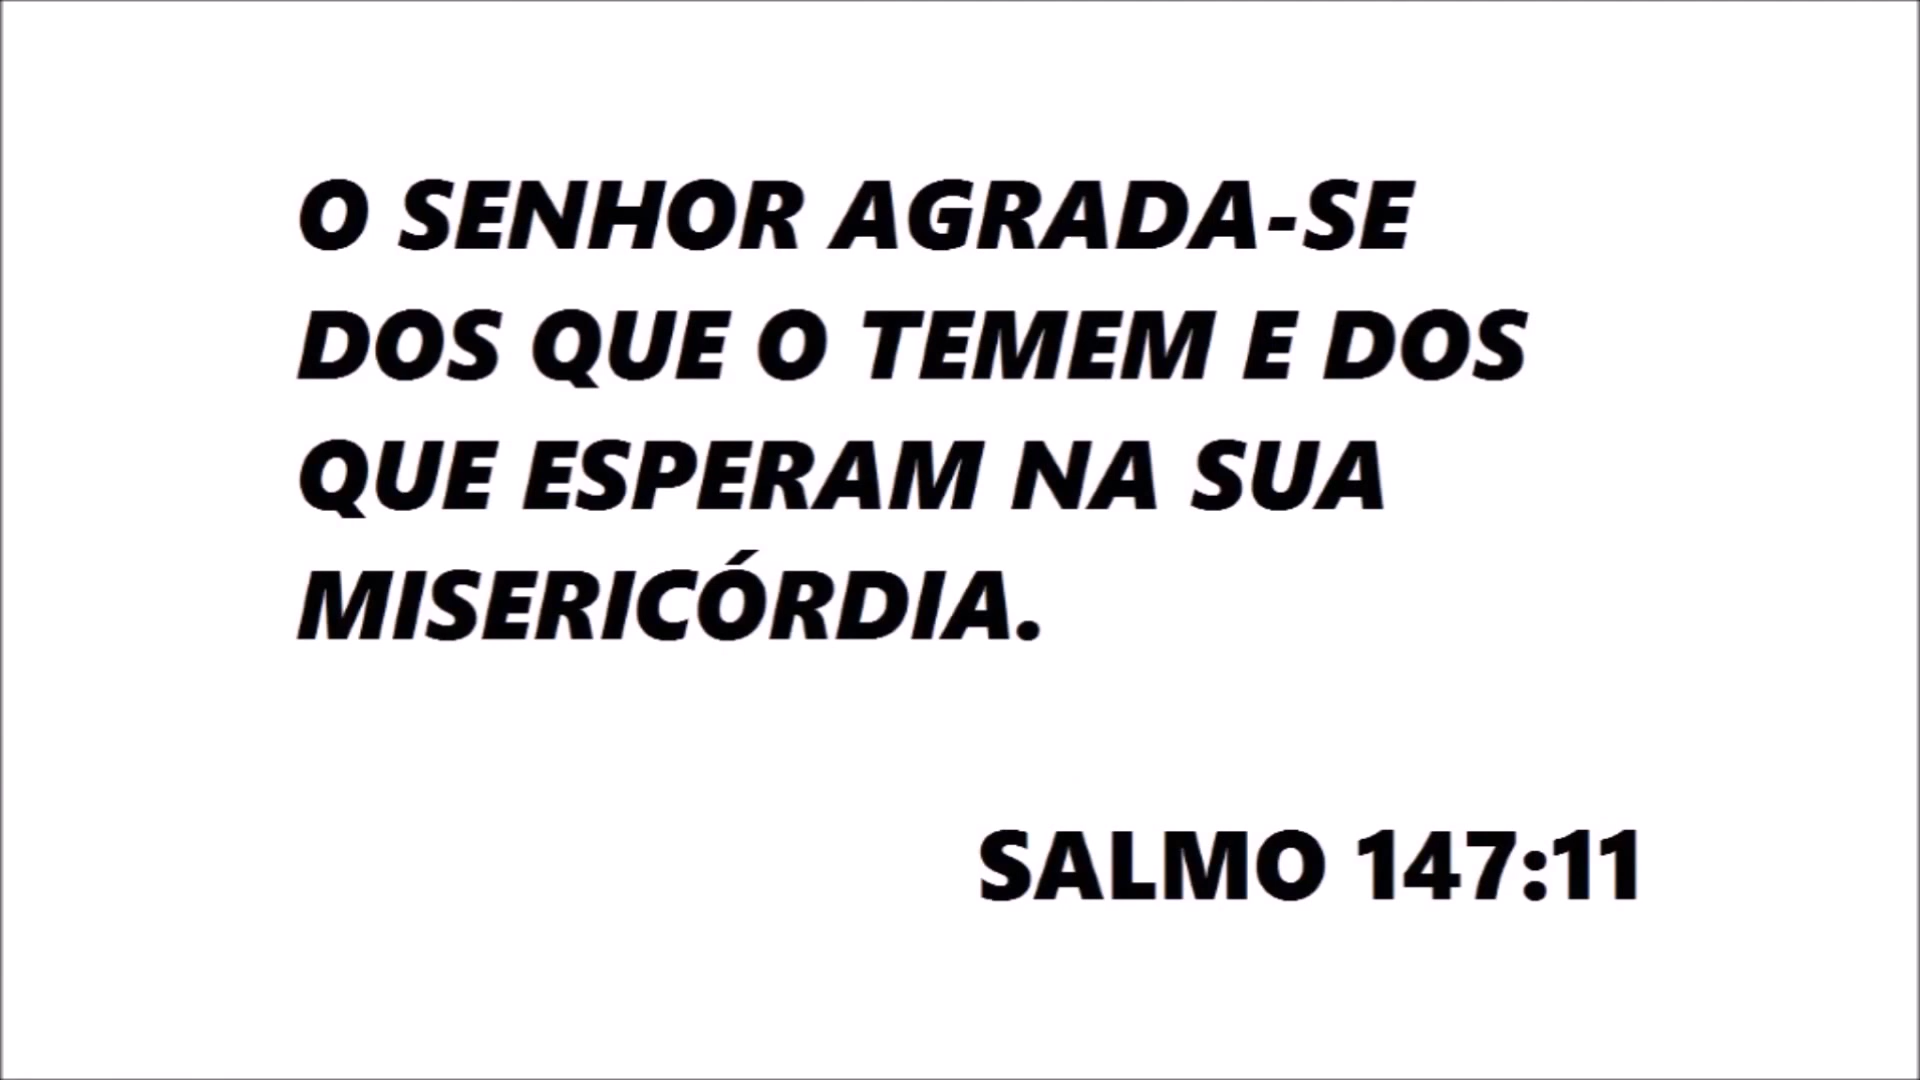 O SENHOR AGRADA-SE
DOS QUE O TEMEM E DOS
QUE ESPERAM NA SUA
MISERICÓRDIA.
SALMO 147:11